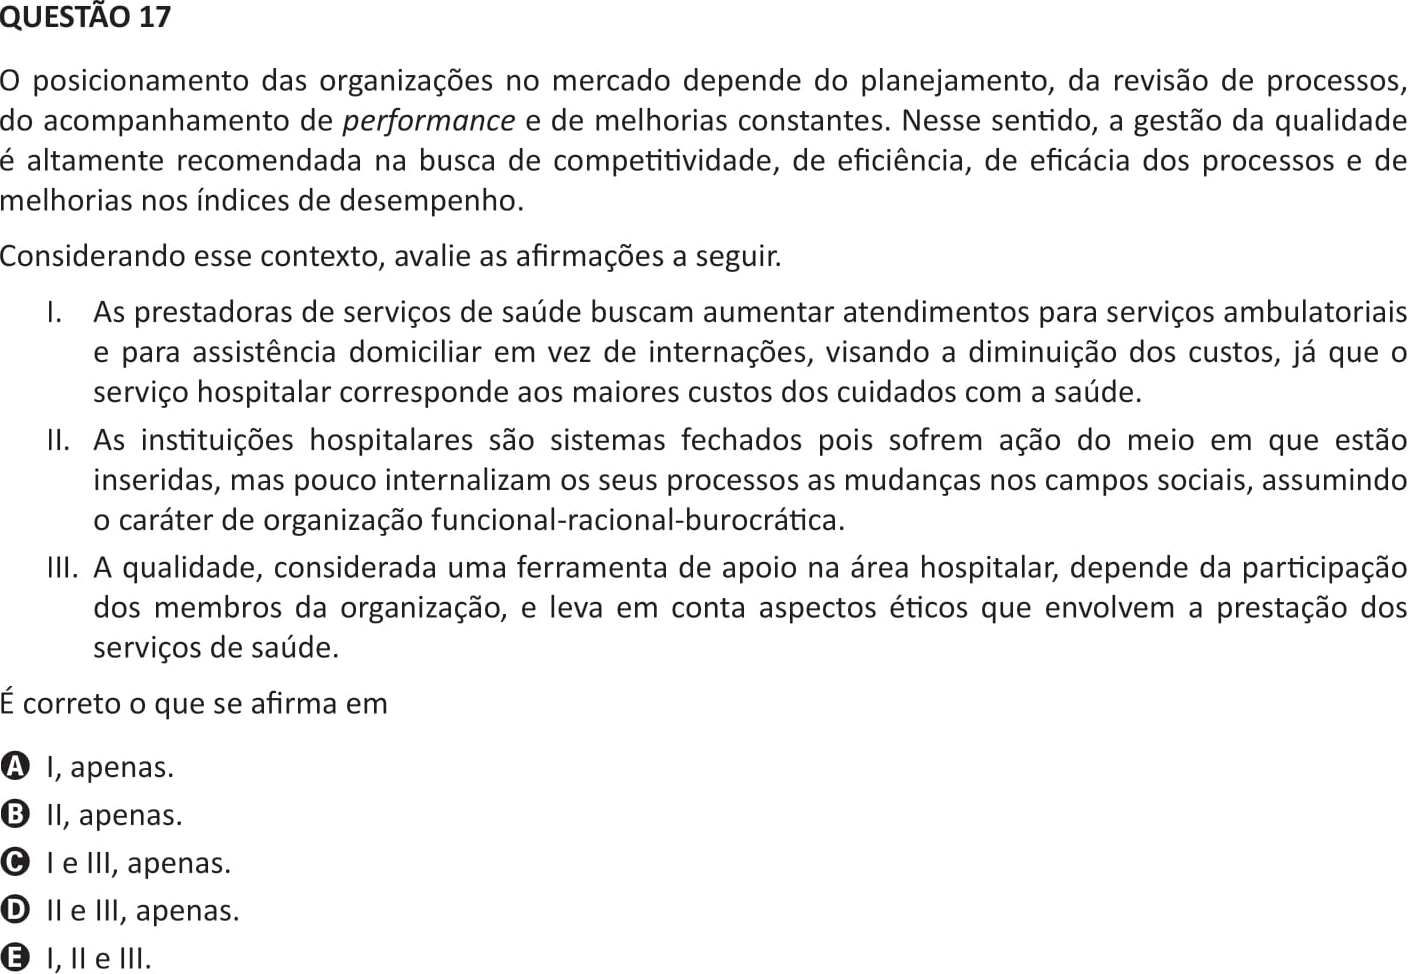 QUESTÃO 17
O posicionamento das organizações no mercado depende do planejamento, da revisão de processos,
do acompanhamento de performance e de melhorias constantes. Nesse sentido, a gestão da qualidade
é altamente recomendada na busca de competitividade, de eficiência, de eficácia dos processos e de
melhorias nos índices de desempenho.
Considerando esse contexto, avalie as afirmações a seguir.
I. As prestadoras de serviços de saúde buscam aumentar atendimentos para serviços ambulatoriais
e para assistência domiciliar em vez de internações, visando a diminuição dos custos, já que o
serviço hospitalar corresponde aos maiores custos dos cuidados com a saúde.
II. As instituições hospitalares são sistemas fechados pois sofrem ação do meio em que estão
inseridas, mas pouco internalizam os seus processos as mudanças nos campos sociais, assumindo
o caráter de organização funcional-racional-burocrática.
III. A qualidade, considerada uma ferramenta de apoio na área hospitalar, depende da participação
dos membros da organização, e leva em conta aspectos éticos que envolvem a prestação dos
serviços de saúde.
É correto o que se afirma em
A I, apenas.
B II, apenas.
C I e III, apenas.
D II e III, apenas.
E I, II e III.